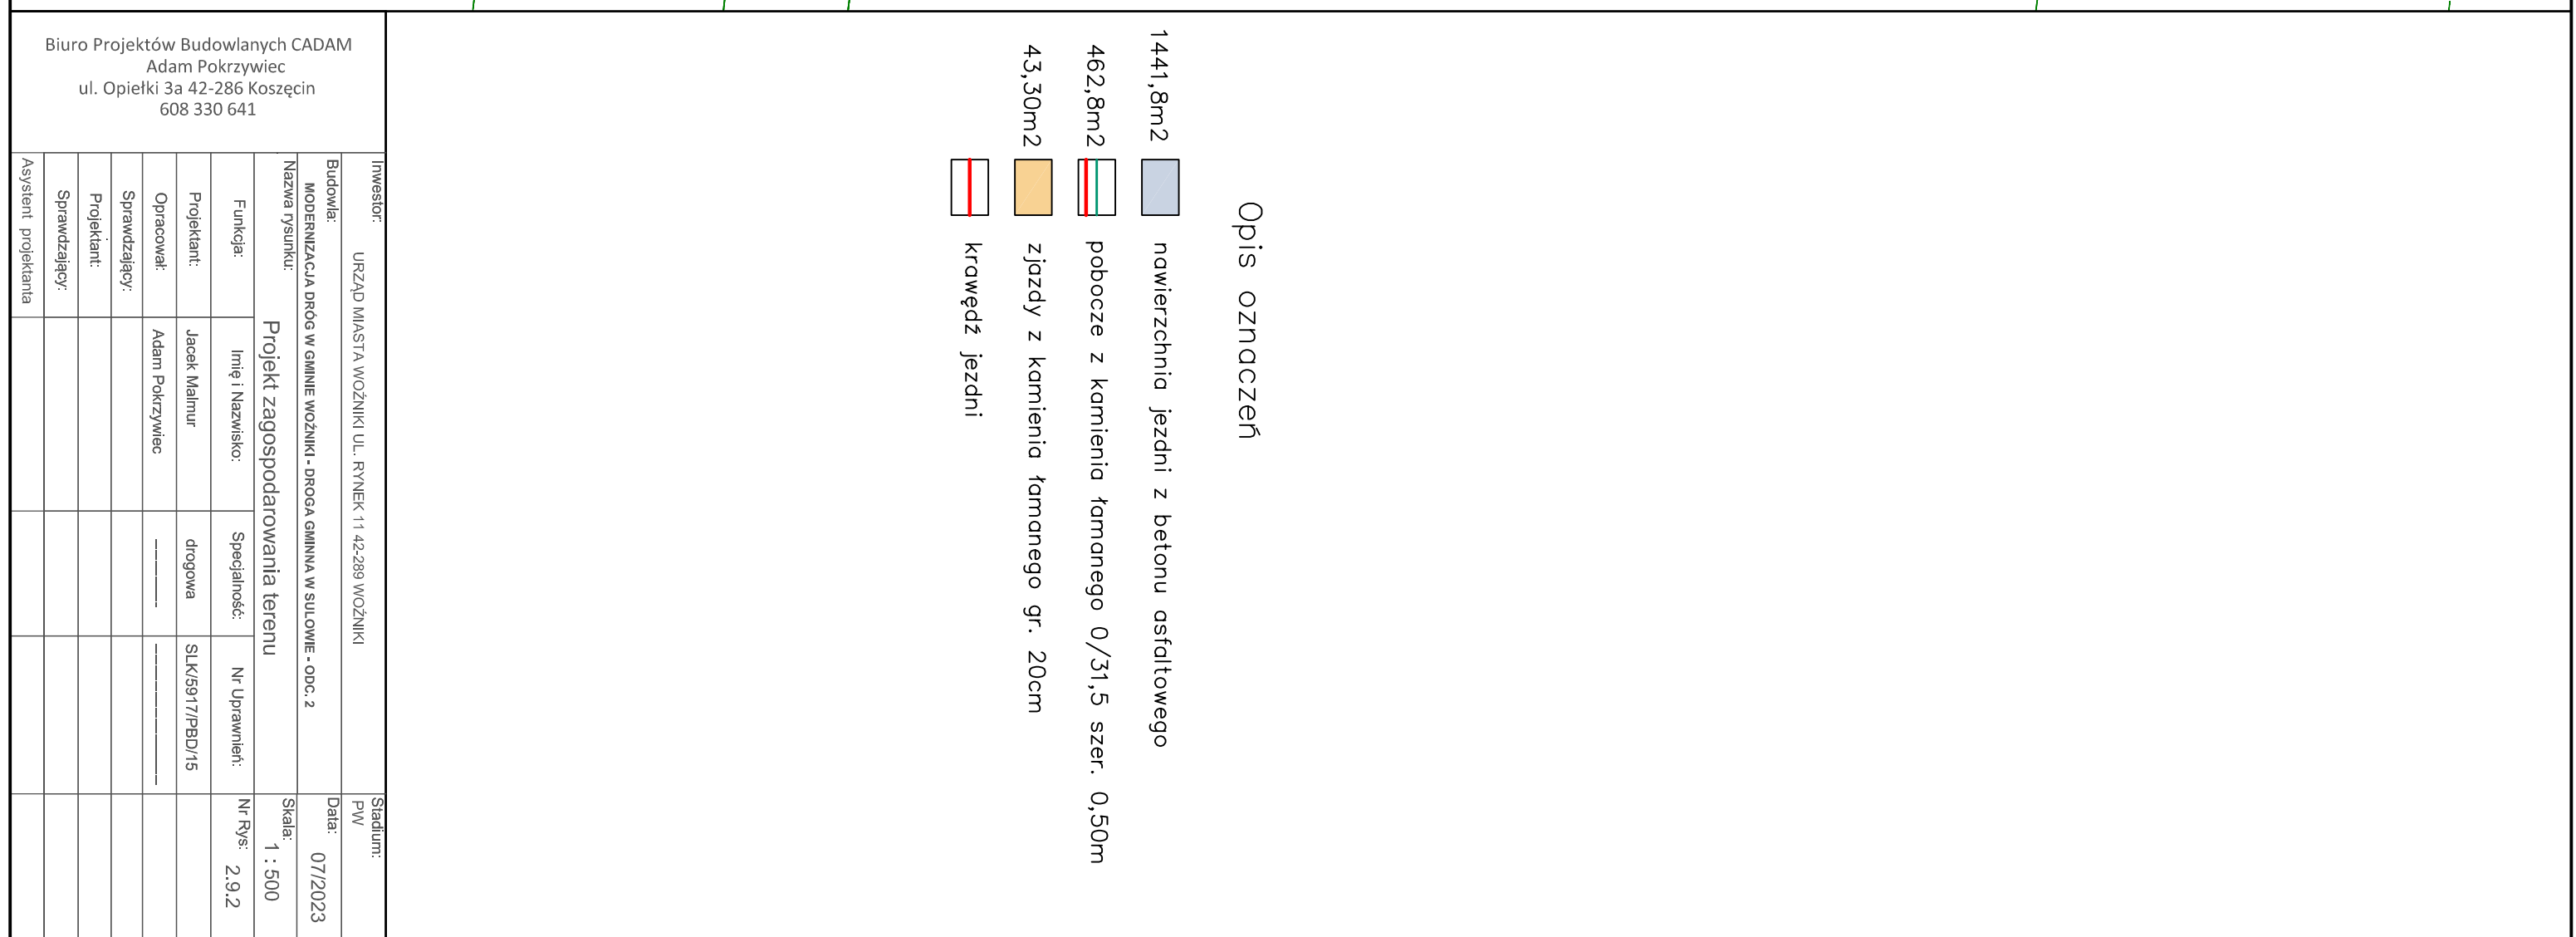 Biuro Projektów Budowlanych CADAM
Adam Pokrzywiec
ul. Opiełki 3a 42-286 Koszęcin
608 330 641
Inwestor:
URZĄD MIASTA WOŹNIKI UL. RYNEK 11 42-289 WOŹNIKI
Stadium:
PW
Budowla:
MODERNIZACJA DRÓG W GMINIE WOŹNIKI - DROGA GMINNA W SULOWIE - ODC. 2
Data:
07/2023
Nazwa rysunku:
Projekt zagospodarowania terenu
Skala:
1 : 500
Funkcja: Imię i Nazwisko: Specjalność: Nr Uprawnień:
Nr Rys: 2.9.2
Projektant: Jacek Malmur drogowa SLK/5917/PBD/15
Opracował: Adam Pokrzywiec ------- --------------
Sprawdzający:
Projektant:
Sprawdzający:
Asystent projektanta
Opis oznaczeń
1441,8m2 nawierzchnia jezdni z betonu asfaltowego
462,8m2 pobocze z kamienia łamanego 0/31,5 szer. 0,50m
43,30m2 zjazdy z kamienia łamanego gr. 20cm
krawędź jezdni